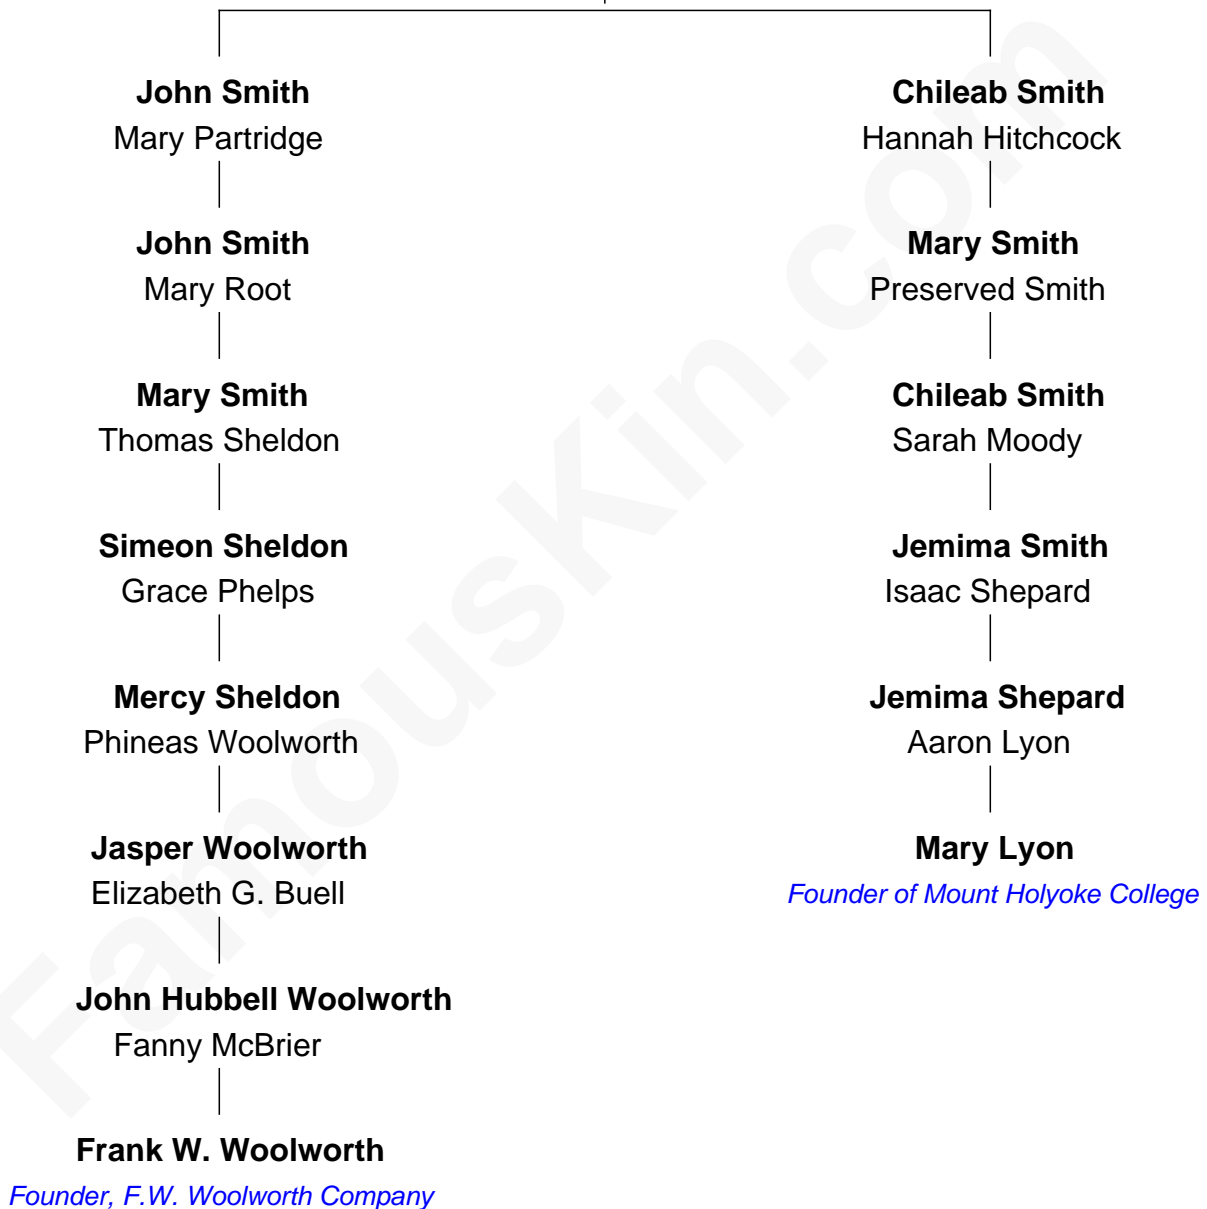 John Smith
Mary Partridge
John Smith
Mary Root
Mary Smith
Thomas Sheldon
Simeon Sheldon
Grace Phelps
Mercy Sheldon
Phineas Woolworth
Jasper Woolworth
Elizabeth G. Buell
John Hubbell Woolworth
Fanny McBrier
Frank W. Woolworth
Founder, F.W. Woolworth Company
Chileab Smith
Hannah Hitchcock
Mary Smith
Preserved Smith
Chileab Smith
Sarah Moody
Jemima Smith
Isaac Shepard
Jemima Shepard
Aaron Lyon
Mary Lyon
Founder of Mount Holyoke College
FamousKin.com